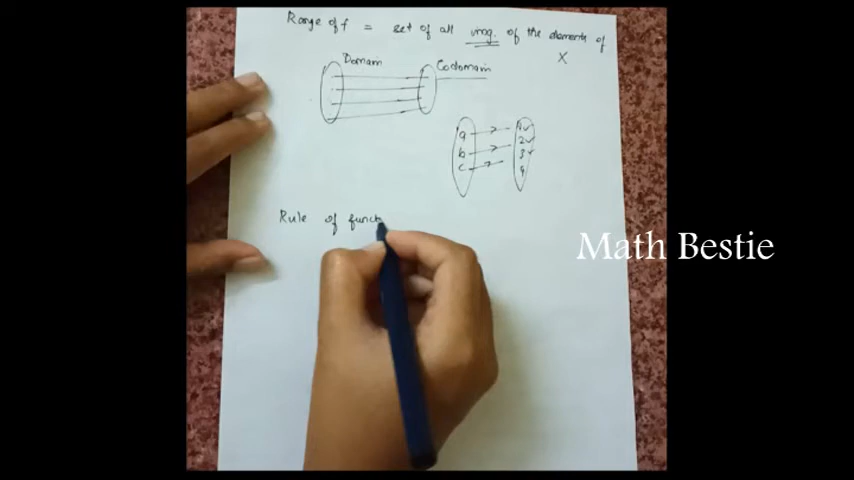 Range of f = set of all img. of the elements of
X
Domain Codomain
a 1
b 2
c 3
4
Rule of funct
Math Bestie